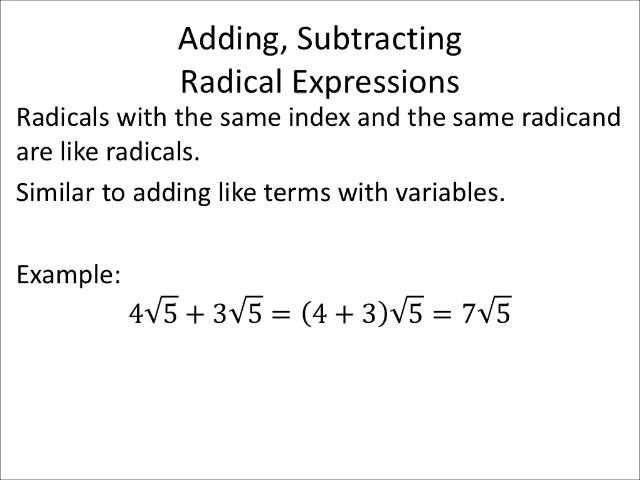 Adding, Subtracting
Radical Expressions
Radicals with the same index and the same radicand
are like radicals.
Similar to adding like terms with variables.
Example:
4√5 + 3√5 = (4 + 3)√5 = 7√5